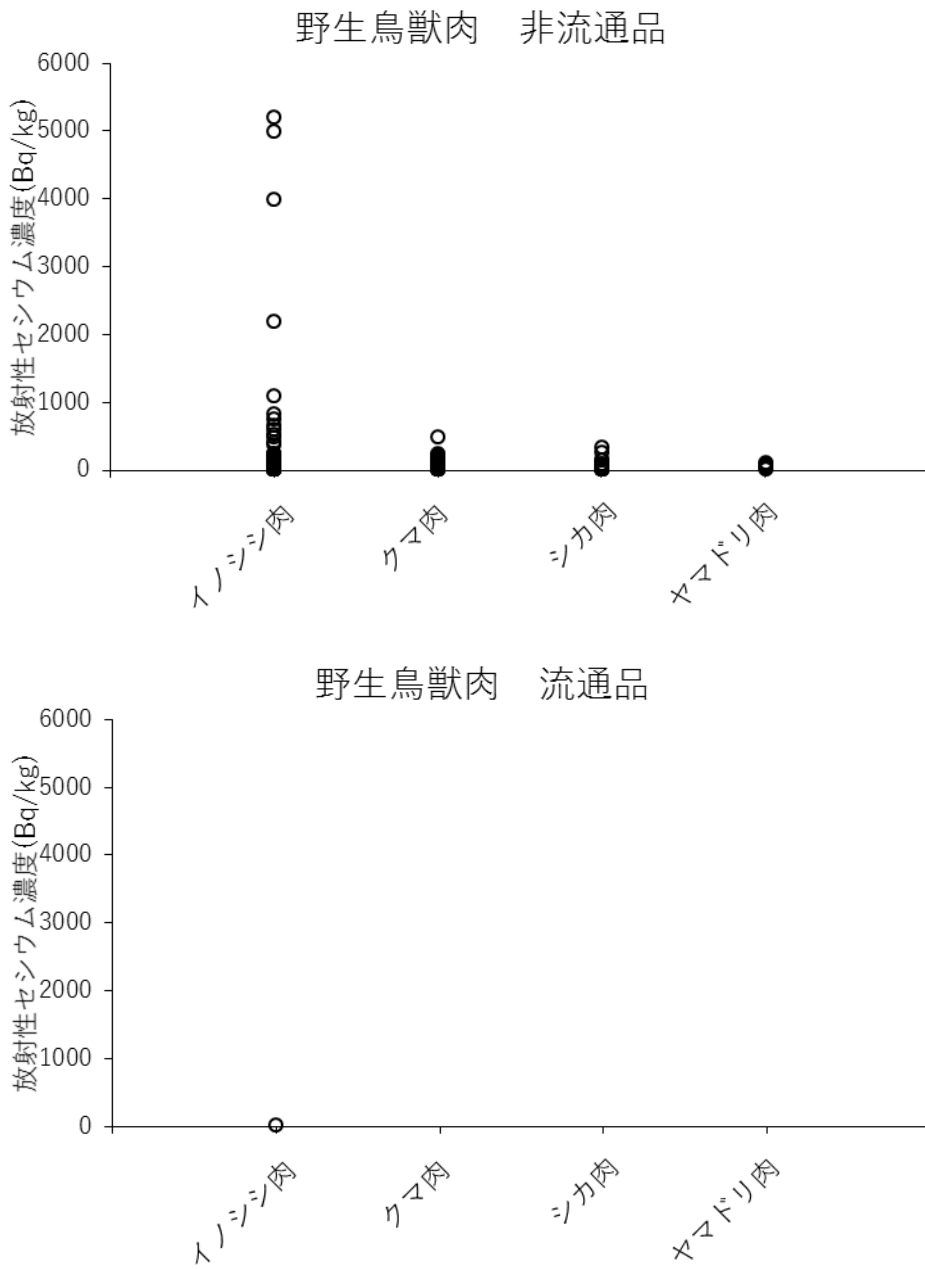 野生鳥獣肉　非流通品
放射性セシウム濃度(Bq/kg)
6000
5000
4000
3000
2000
1000
0
イノシシ肉
クマ肉
シカ肉
ヤマドリ肉
野生鳥獣肉　流通品
放射性セシウム濃度(Bq/kg)
6000
5000
4000
3000
2000
1000
0
イノシシ肉
クマ肉
シカ肉
ヤマドリ肉